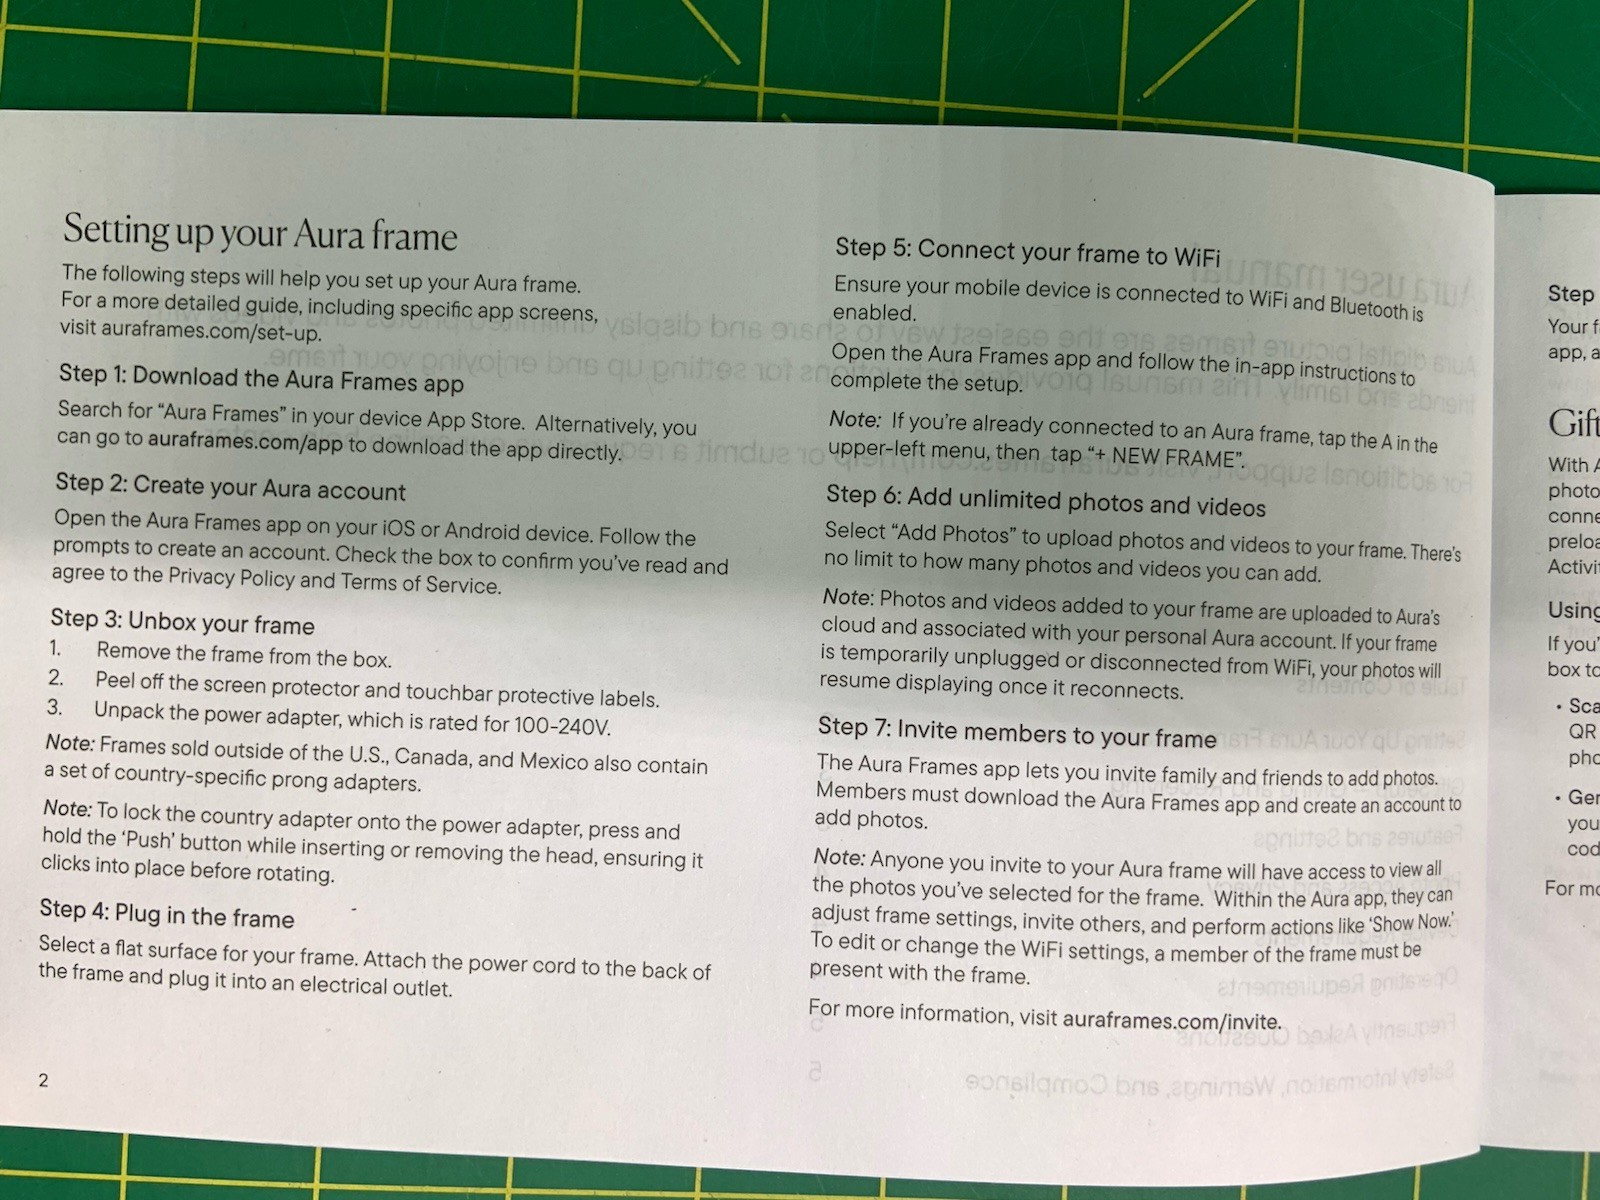 Setting up your Aura frame
The following steps will help you set up your Aura frame.
For a more detailed guide, including specific app screens,
visit auraframes.com/set-up.
Step 1: Download the Aura Frames app
Search for “Aura Frames” in your device App Store.  Alternatively, you
can go to auraframes.com/app to download the app directly.
Step 2: Create your Aura account
Open the Aura Frames app on your iOS or Android device. Follow the
prompts to create an account. Check the box to confirm you’ve read and
agree to the Privacy Policy and Terms of Service.
Step 3: Unbox your frame
1. Remove the frame from the box.
2. Peel off the screen protector and touchbar protective labels.
3. Unpack the power adapter, which is rated for 100-240V.
Note: Frames sold outside of the U.S., Canada, and Mexico also contain
a set of country-specific prong adapters.
Note: To lock the country adapter onto the power adapter, press and
hold the ‘Push’ button while inserting or removing the head, ensuring it
clicks into place before rotating.
Step 4: Plug in the frame
Select a flat surface for your frame. Attach the power cord to the back of
the frame and plug it into an electrical outlet.
2
Step 5: Connect your frame to WiFi
Ensure your mobile device is connected to WiFi and Bluetooth is
enabled.
Open the Aura Frames app and follow the in-app instructions to
complete the setup.
Note:  If you’re already connected to an Aura frame, tap the A in the
upper-left menu, then  tap “+ NEW FRAME”.
Step 6: Add unlimited photos and videos
Select “Add Photos” to upload photos and videos to your frame. There’s
no limit to how many photos and videos you can add.
Note: Photos and videos added to your frame are uploaded to Aura’s
cloud and associated with your personal Aura account. If your frame
is temporarily unplugged or disconnected from WiFi, your photos will
resume displaying once it reconnects.
Step 7: Invite members to your frame
The Aura Frames app lets you invite family and friends to add photos.
Members must download the Aura Frames app and create an account to
add photos.
Note: Anyone you invite to your Aura frame will have access to view all
the photos you’ve selected for the frame.  Within the Aura app, they can
adjust frame settings, invite others, and perform actions like ‘Show Now.’
To edit or change the WiFi settings, a member of the frame must be
present with the frame.
For more information, visit auraframes.com/invite.
Step
Your f
app, a
Gift
With A
photo
conne
preloa
Activi
Using
If you’
box to
• Sca
QR
pho
• Ger
you
cod
For mo